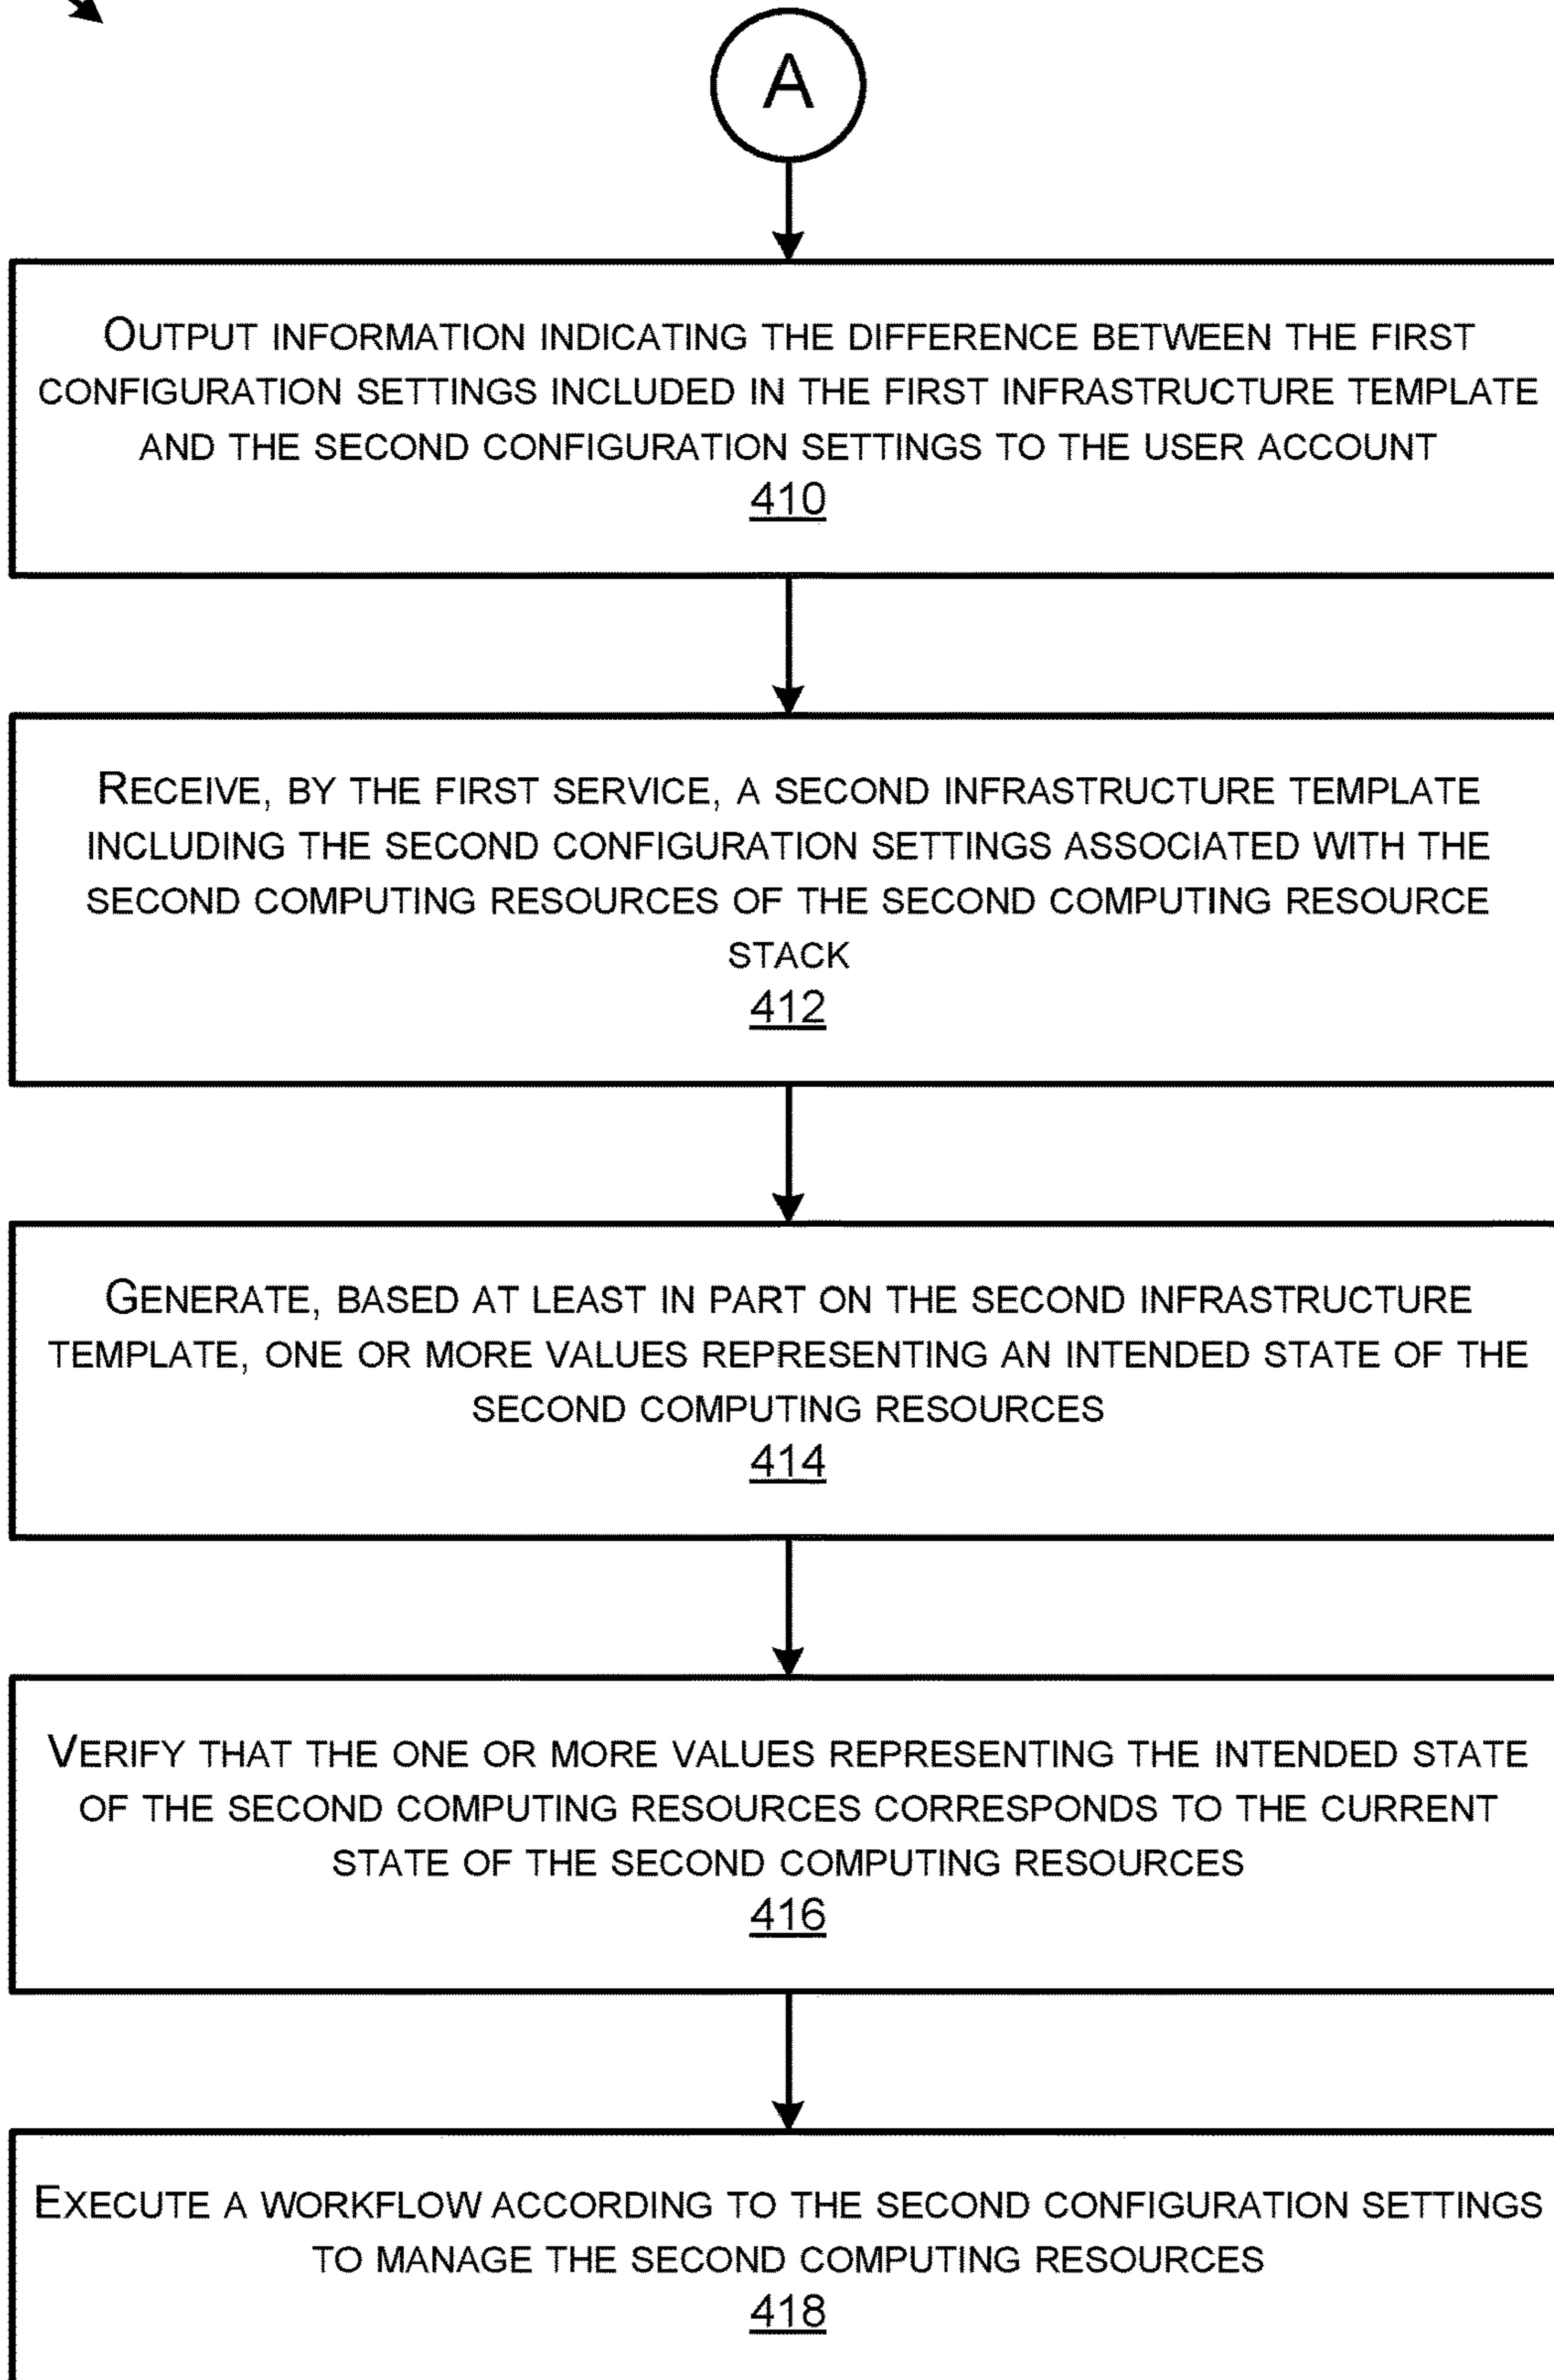 A
OUTPUT INFORMATION INDICATING THE DIFFERENCE BETWEEN THE FIRST
CONFIGURATION SETTINGS INCLUDED IN THE FIRST INFRASTRUCTURE TEMPLATE
AND THE SECOND CONFIGURATION SETTINGS TO THE USER ACCOUNT
410
RECEIVE, BY THE FIRST SERVICE, A SECOND INFRASTRUCTURE TEMPLATE
INCLUDING THE SECOND CONFIGURATION SETTINGS ASSOCIATED WITH THE
SECOND COMPUTING RESOURCES OF THE SECOND COMPUTING RESOURCE
STACK
412
GENERATE, BASED AT LEAST IN PART ON THE SECOND INFRASTRUCTURE
TEMPLATE, ONE OR MORE VALUES REPRESENTING AN INTENDED STATE OF THE
SECOND COMPUTING RESOURCES
414
VERIFY THAT THE ONE OR MORE VALUES REPRESENTING THE INTENDED STATE
OF THE SECOND COMPUTING RESOURCES CORRESPONDS TO THE CURRENT
STATE OF THE SECOND COMPUTING RESOURCES
416
EXECUTE A WORKFLOW ACCORDING TO THE SECOND CONFIGURATION SETTINGS
TO MANAGE THE SECOND COMPUTING RESOURCES
418